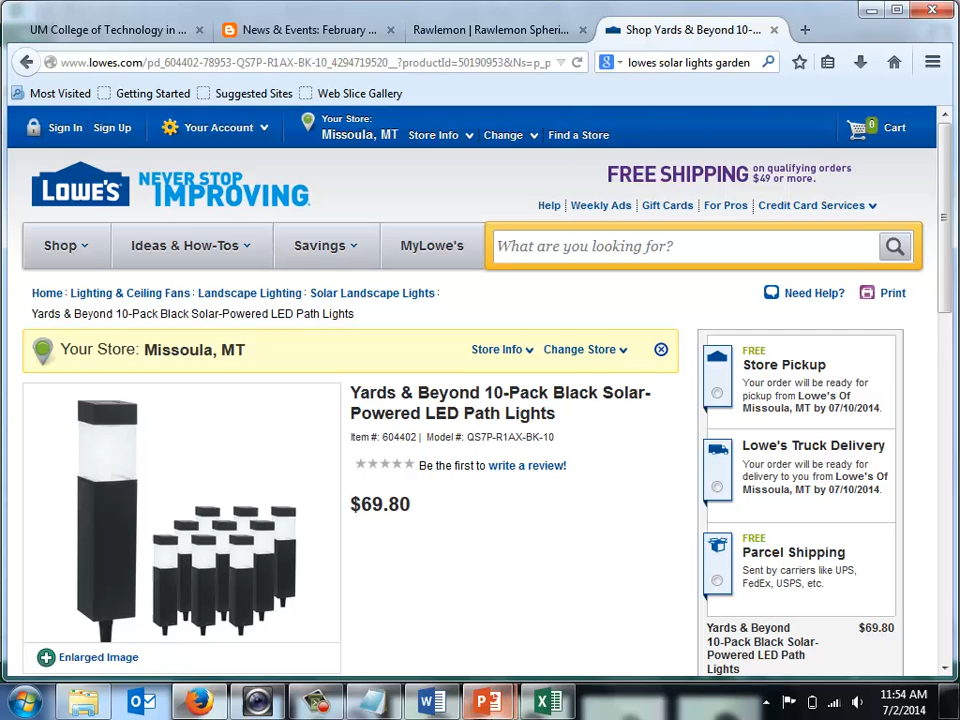 UM College of Technology in ...
News & Events: February ...
Rawlemon | Rawlemon Spheri...
Shop Yards & Beyond 10-...
www.lowes.com/pd_604402-78953-QS7P-R1AX-BK-10_4294719520__?productId=50190953&Ns=p_p
lowes solar lights garden
Most Visited
Getting Started
Suggested Sites
Web Slice Gallery
Sign In
Sign Up
Your Account
Your Store:
Missoula, MT
Store Info
Change
Find a Store
0
Cart
LOWE'S
NEVER STOP
IMPROVING
FREE SHIPPING on qualifying orders
$49 or more.
Help
Weekly Ads
Gift Cards
For Pros
Credit Card Services
Shop
Ideas & How-Tos
Savings
MyLowe's
What are you looking for?
Home : Lighting & Ceiling Fans : Landscape Lighting : Solar Landscape Lights :
Need Help?
Print
Yards & Beyond 10-Pack Black Solar-Powered LED Path Lights
Your Store: Missoula, MT
Store Info
Change Store
Yards & Beyond 10-Pack Black Solar-
Powered LED Path Lights
Item #: 604402 | Model #: QS7P-R1AX-BK-10
Be the first to write a review!
$69.80
Enlarged Image
FREE
Store Pickup
Your order will be ready for
pickup from Lowe's Of
Missoula, MT by 07/10/2014.
Lowe's Truck Delivery
Your order will be ready for
delivery to you from Lowe's Of
Missoula, MT by 07/10/2014.
FREE
Parcel Shipping
Sent by carriers like UPS,
FedEx, USPS, etc.
Yards & Beyond $69.80
10-Pack Black Solar-
Powered LED Path
Lights
11:54 AM
7/2/2014